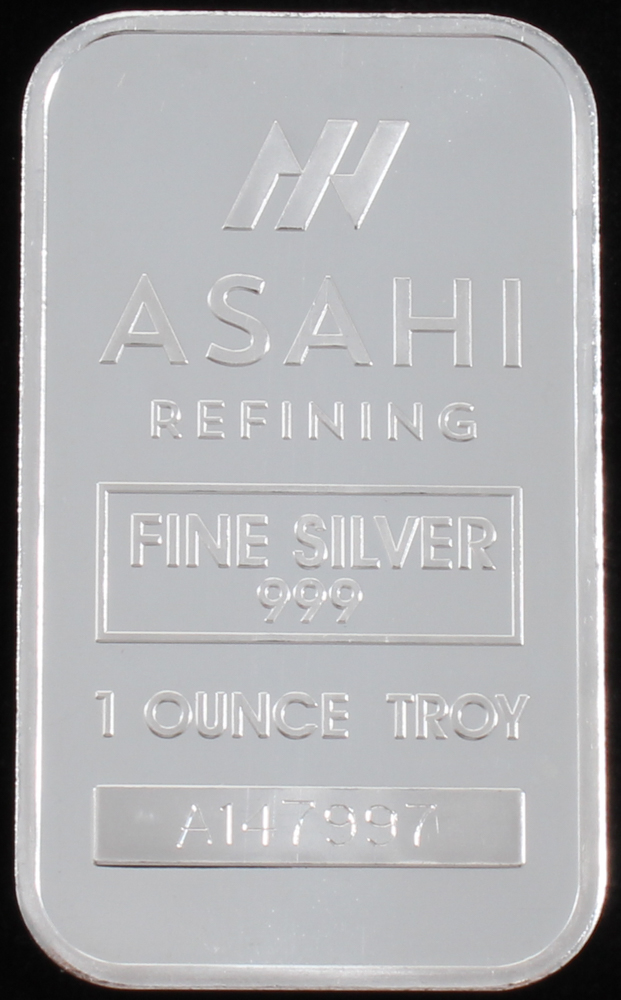 ASAHI
REFINING
FINE SILVER
999
1 OUNCE TROY
A147997